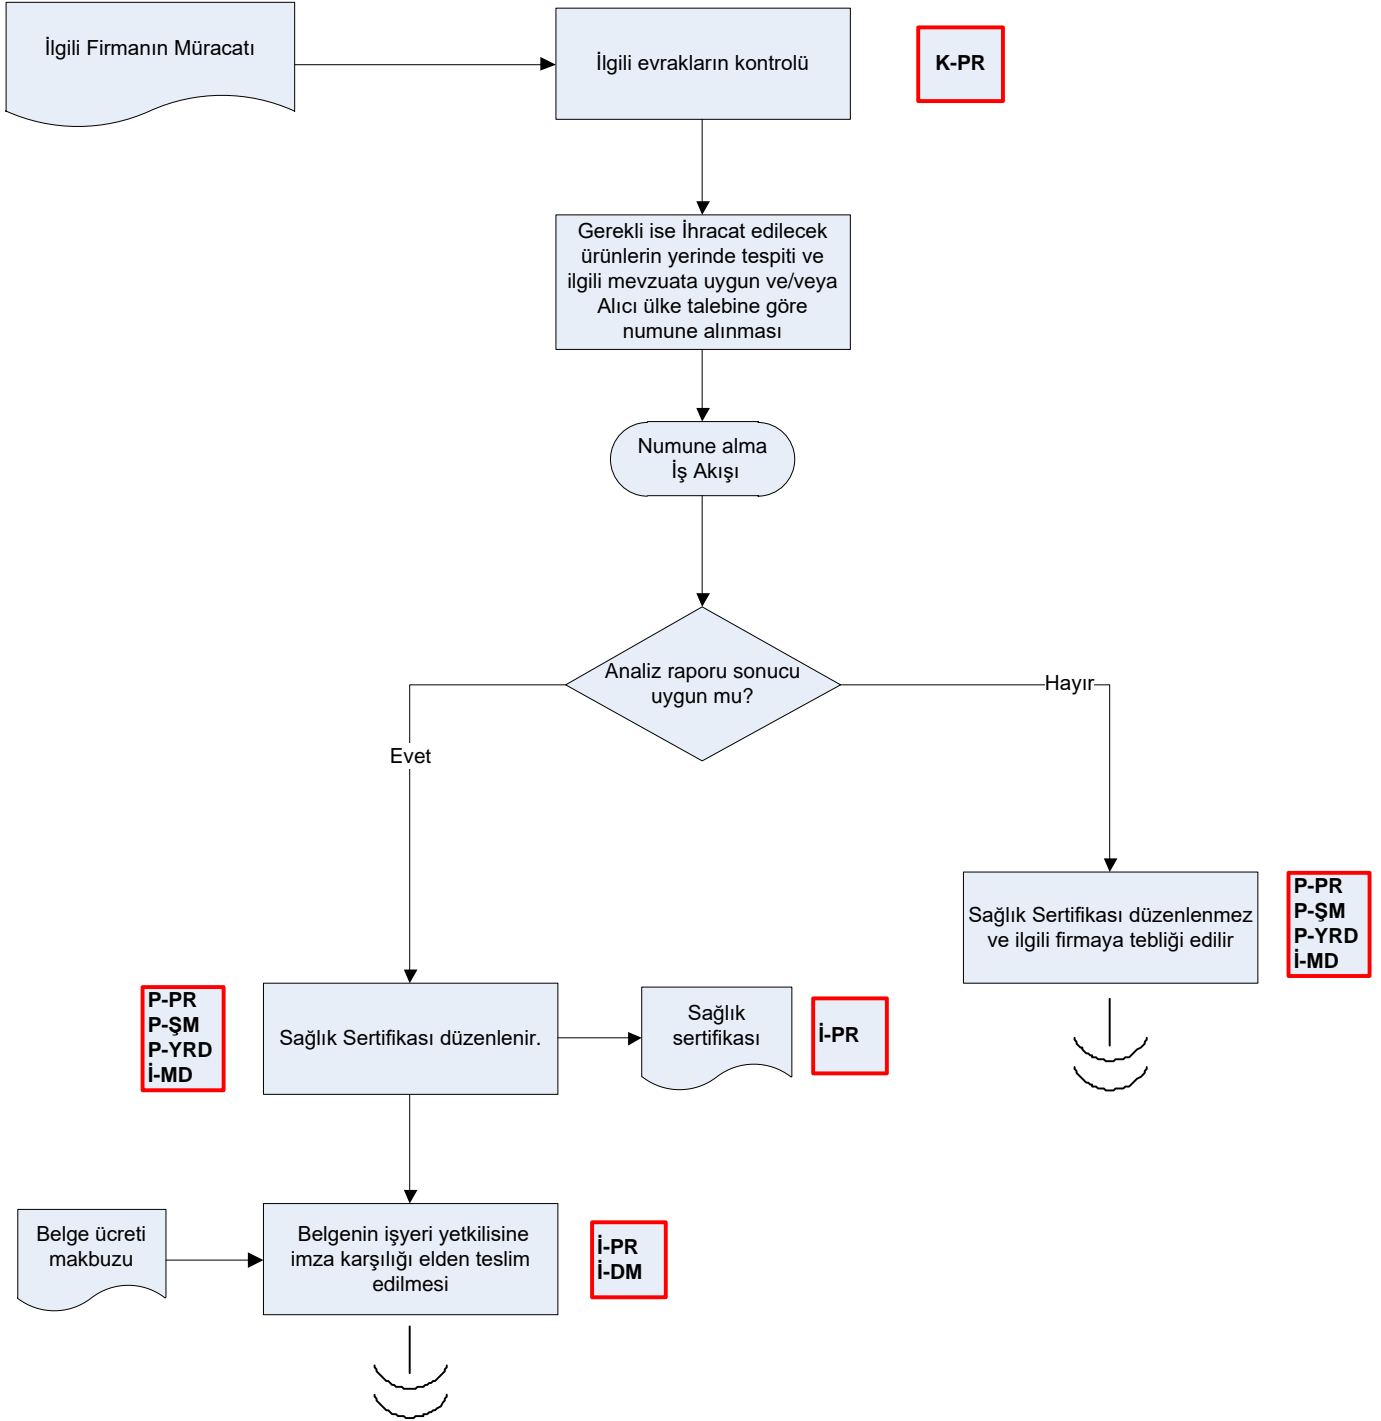 İlgili Firmanın Müracatı
İlgili evrakların kontrolü
K-PR
Gerekli ise İhracat edilecek
ürünlerin yerinde tespiti ve
ilgili mevzuata uygun ve/veya
Alıcı ülke talebine göre
numune alınması
Numune alma
İş Akışı
Analiz raporu sonucu
uygun mu?
Hayır
Evet
Sağlık Sertifikası düzenlenmez
ve ilgili firmaya tebliği edilir
P-PR
P-ŞM
P-YRD
İ-MD
P-PR
P-ŞM
P-YRD
İ-MD
Sağlık Sertifikası düzenlenir.
Sağlık
sertifikası
İ-PR
Belge ücreti
makbuzu
Belgenin işyeri yetkilisine
imza karşılığı elden teslim
edilmesi
İ-PR
İ-DM